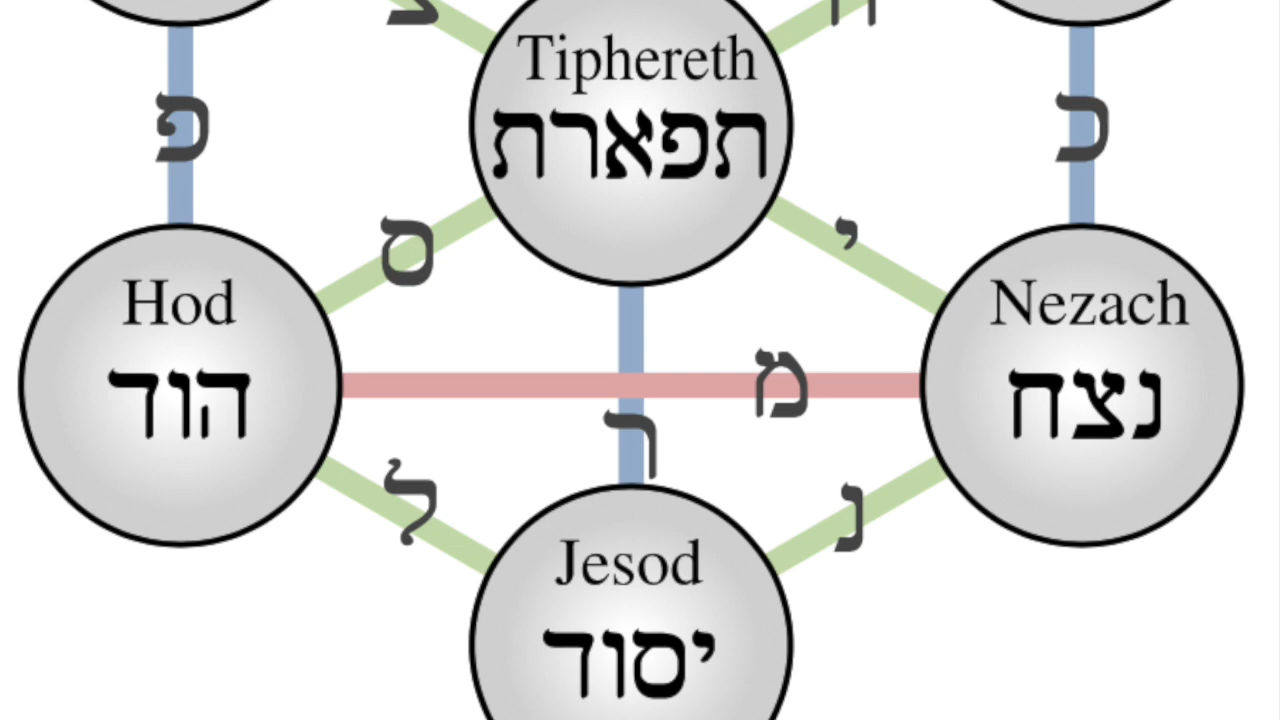 צ
ח
Tiphereth
תפארת
פ
כ
ס
י
Hod
הוד
Nezach
נצח
מ
ר
ל
נ
Jesod
יסוד